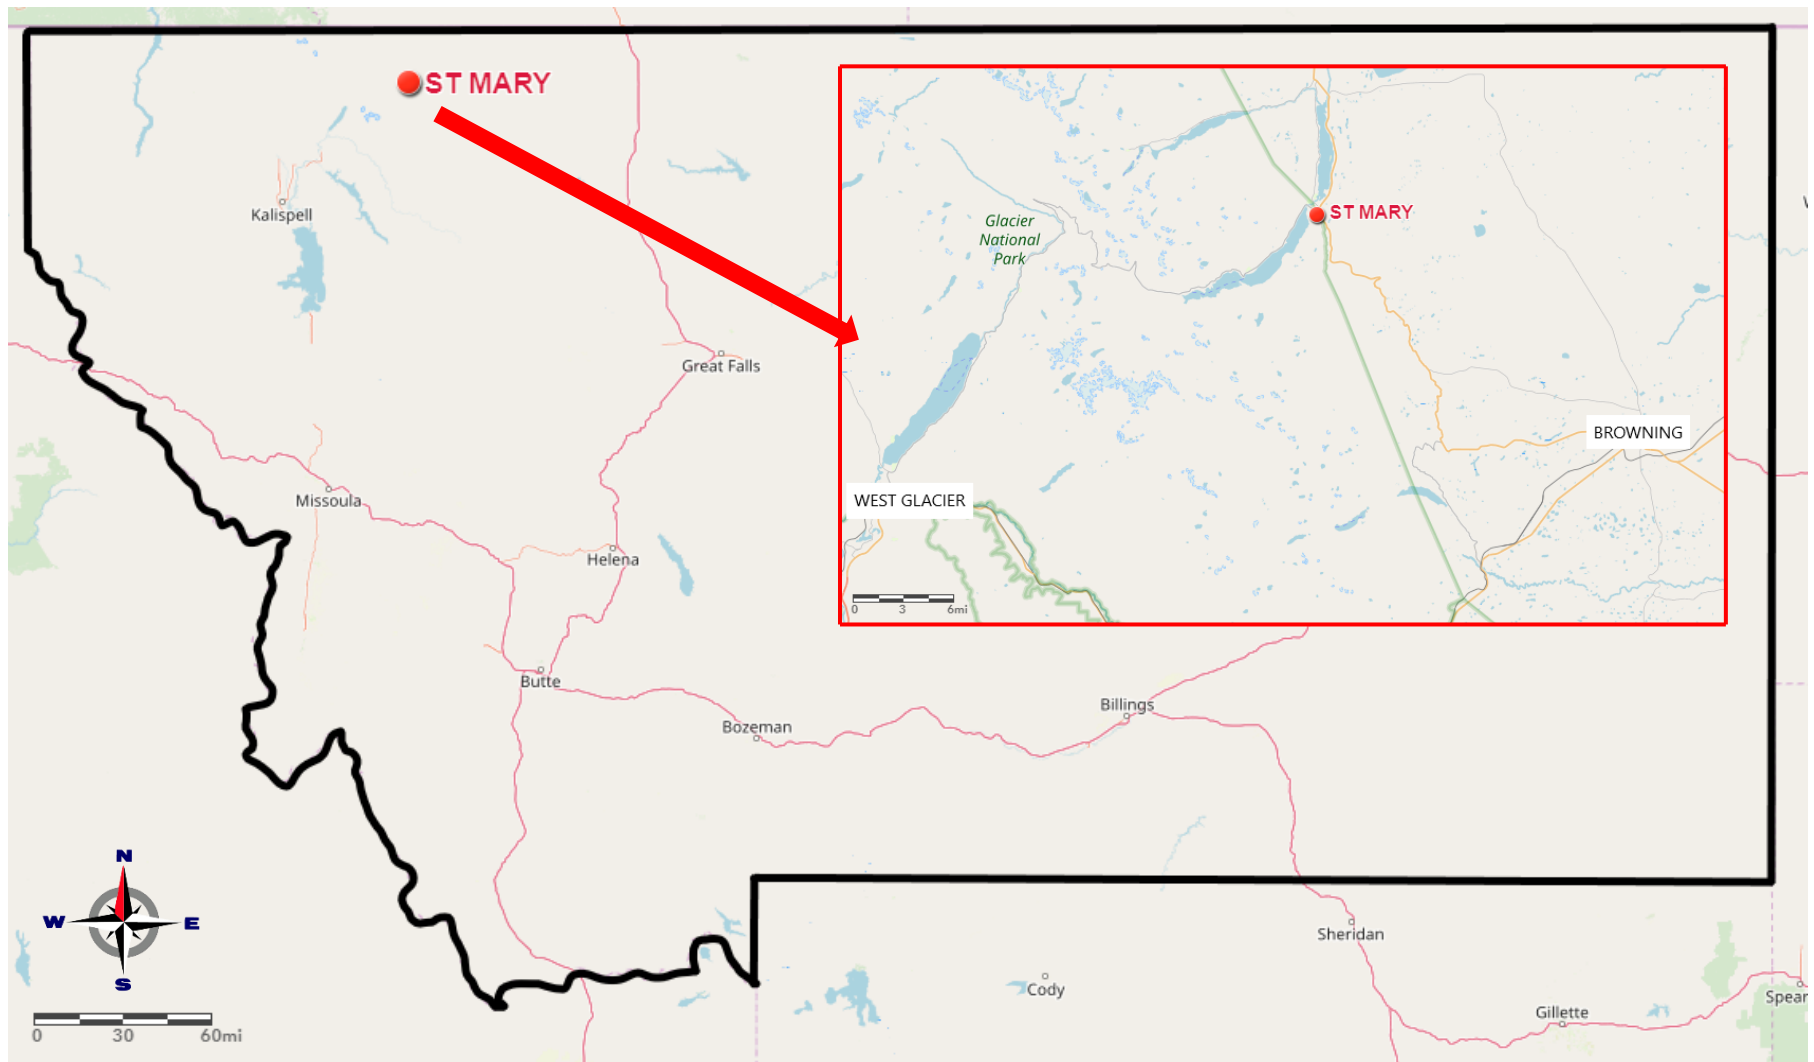 ST MARY
Kalispell
Great Falls
Missoula
Helena
Butte
Bozeman
Billings
Sheridan
Cody
Gillette
Spear
Glacier
National
Park
ST MARY
BROWNING
WEST GLACIER
0 3 6mi
N
W E
S
0 30 60mi